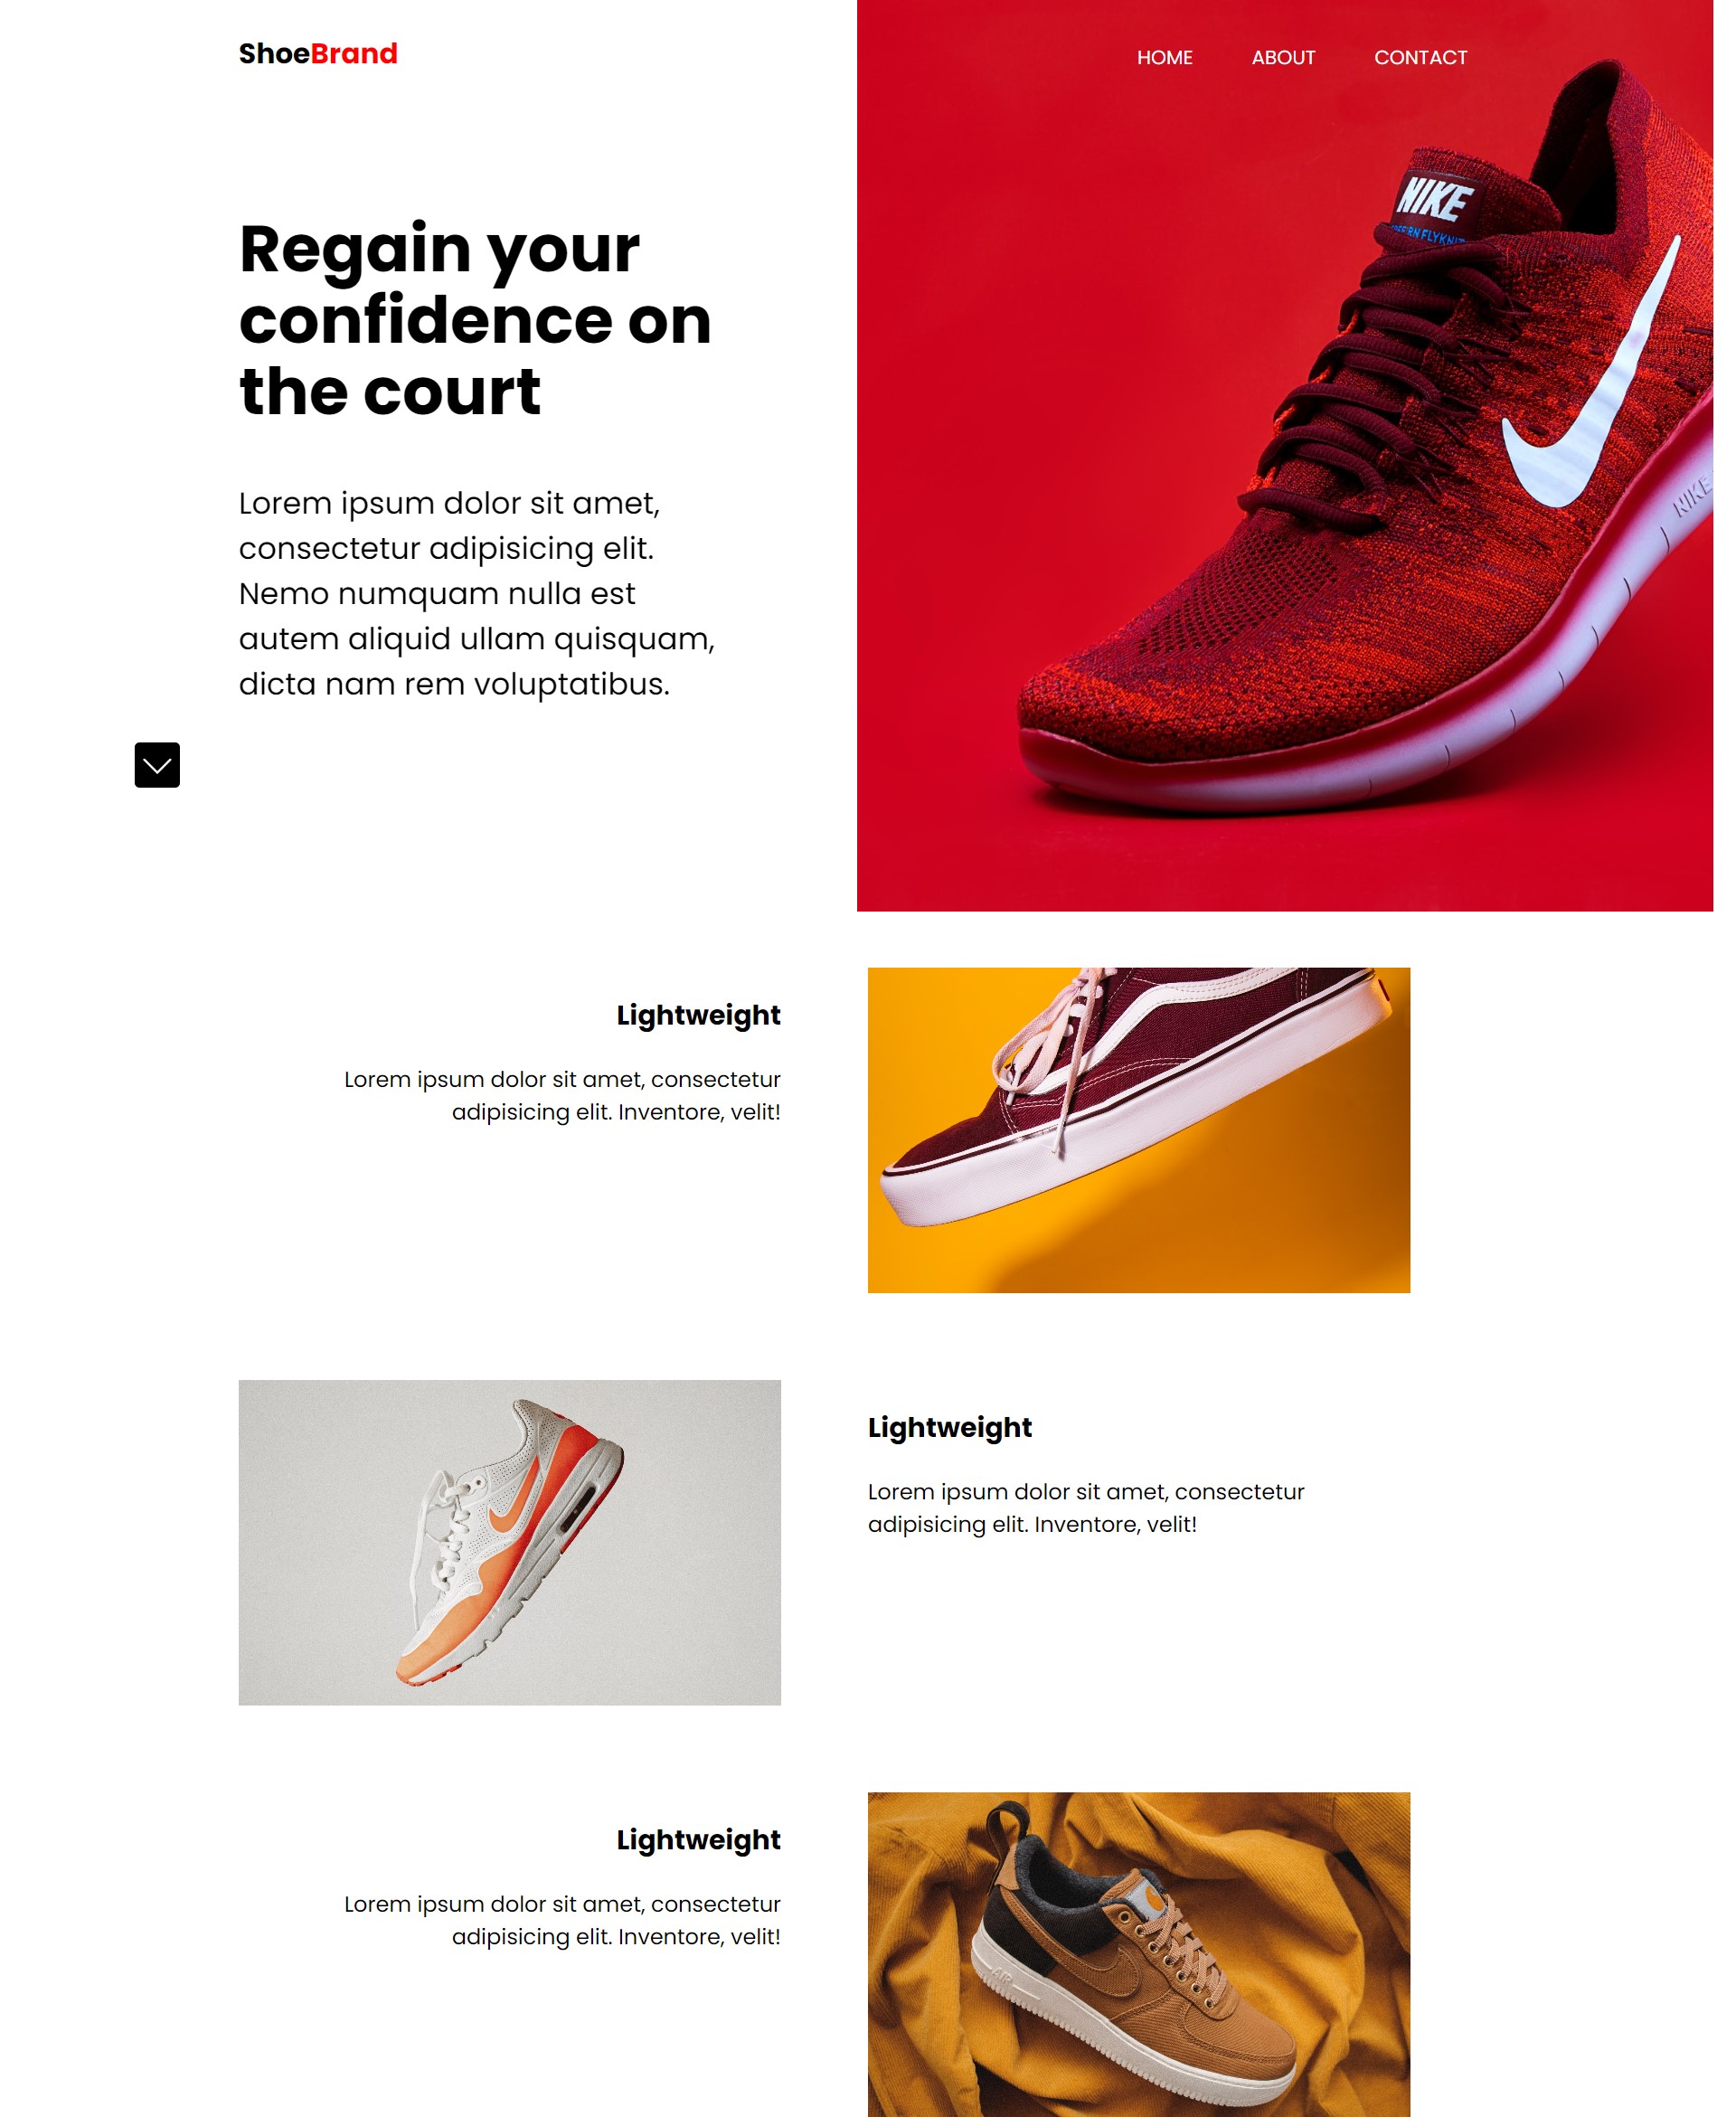 ShoeBrand
HOME ABOUT CONTACT
NIKE
Regain your
confidence on
the court
Lorem ipsum dolor sit amet,
consectetur adipisicing elit.
Nemo numquam nulla est
autem aliquid ullam quisquam,
dicta nam rem voluptatibus.
NIKE
Lightweight
Lorem ipsum dolor sit amet, consectetur
adipisicing elit. Inventore, velit!
Lightweight
Lorem ipsum dolor sit amet, consectetur
adipisicing elit. Inventore, velit!
Lightweight
Lorem ipsum dolor sit amet, consectetur
adipisicing elit. Inventore, velit!
AIR